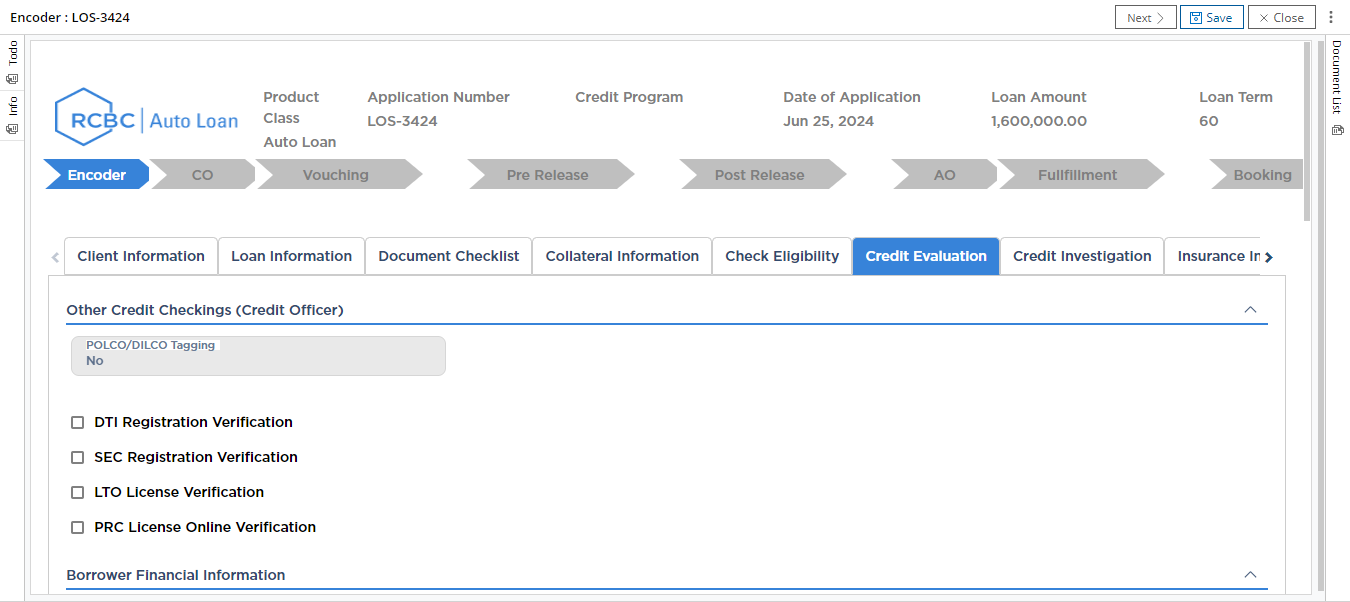 Encoder : LOS-3424
Next
Save
Close
Todo
Info
Document List
RCBC Auto Loan
Product Class
Auto Loan
Application Number
LOS-3424
Credit Program
Date of Application
Jun 25, 2024
Loan Amount
1,600,000.00
Loan Term
60
Encoder
CO
Vouching
Pre Release
Post Release
AO
Fullfillment
Booking
Client Information
Loan Information
Document Checklist
Collateral Information
Check Eligibility
Credit Evaluation
Credit Investigation
Insurance In
Other Credit Checkings (Credit Officer)
POLCO/DILCO Tagging
No
DTI Registration Verification
SEC Registration Verification
LTO License Verification
PRC License Online Verification
Borrower Financial Information